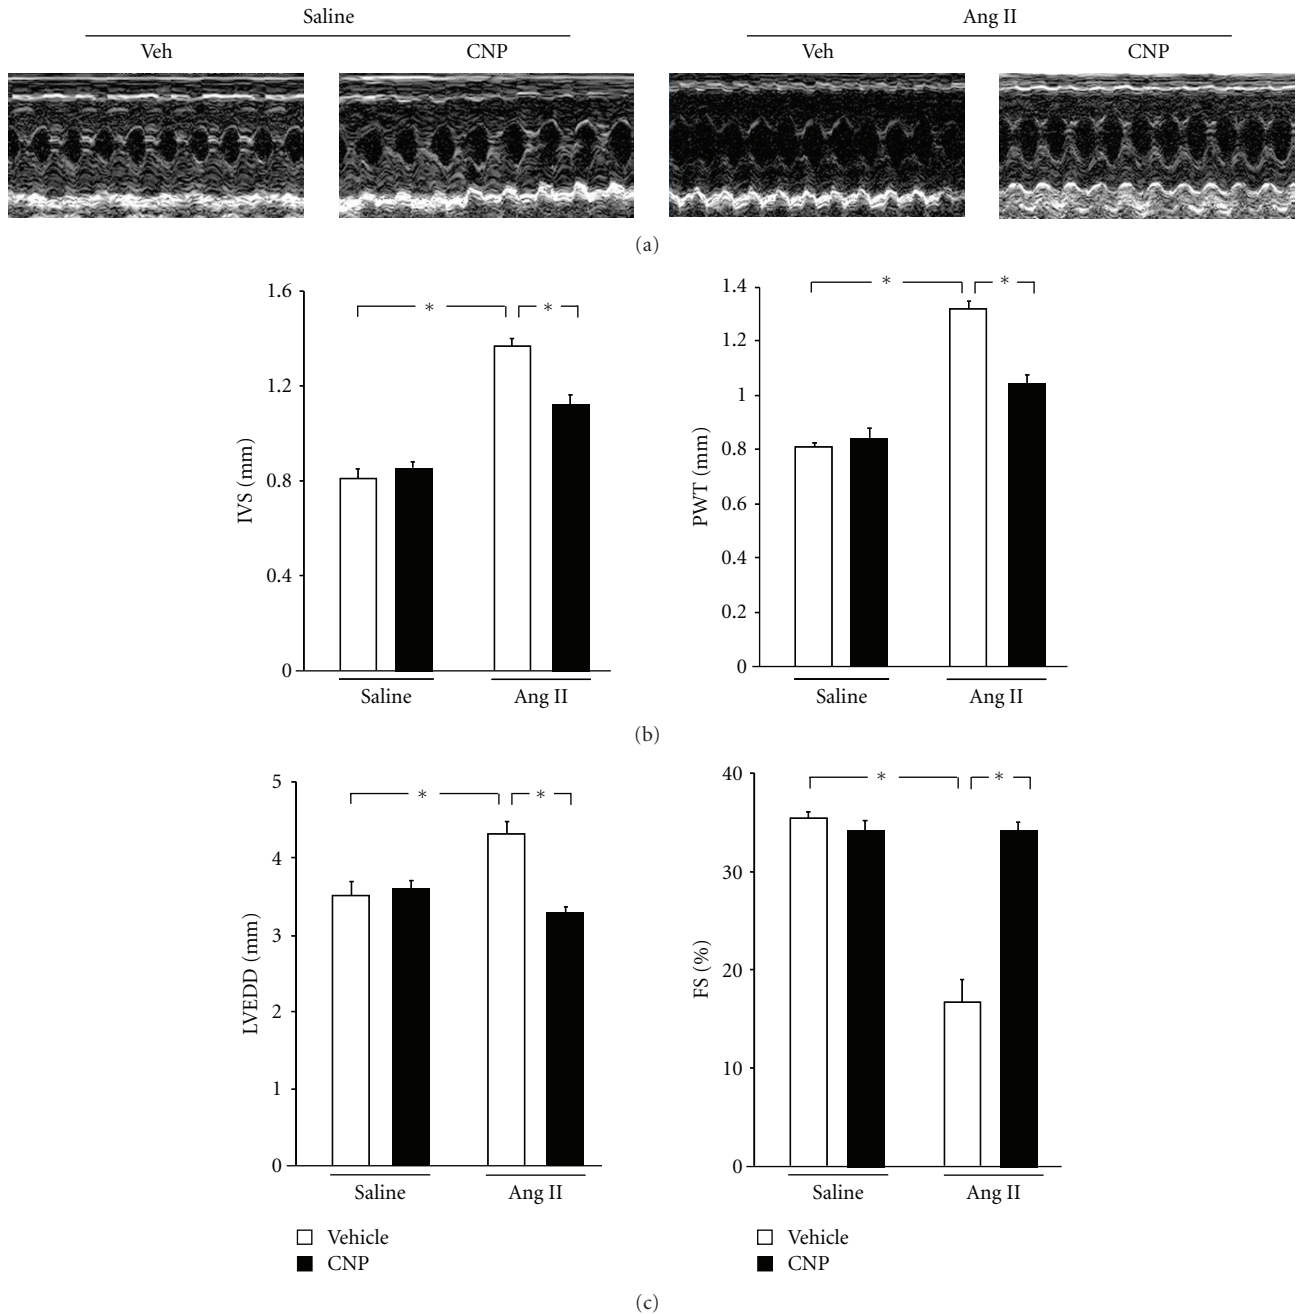 Saline
Ang II
Veh
CNP
Veh
CNP
(a)
1.6
1.2
0.8
0.4
0
IVS (mm)
*
*
Saline
Ang II
1.4
1.2
1
0.8
0.6
0.4
0.2
0
PWT (mm)
*
*
Saline
Ang II
(b)
5
4
3
2
1
0
LVEDD (mm)
*
*
Saline
Ang II
Vehicle
CNP
40
30
20
10
0
FS (%)
*
*
Saline
Ang II
Vehicle
CNP
(c)